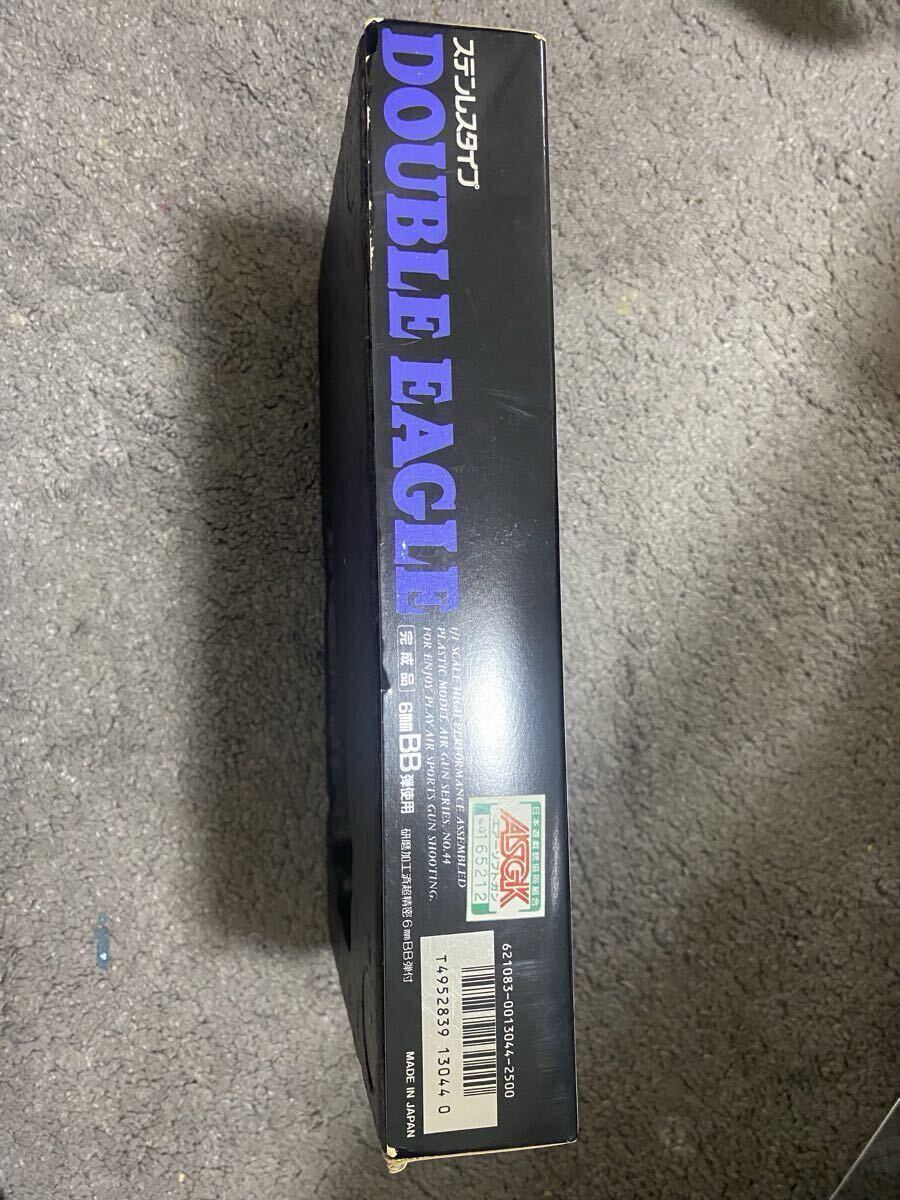 ステンレスタイプ
DOUBLE EAGLE
1/1 SCALE HIGH PERFORMANCE ASSEMBLED
PLASTIC MODEL AIR GUN SERIES. NO.44
FOR ENJOY PLAY AIR SPORTS GUN SHOOTING.
完成品 6mmBB弾使用 研磨加工済超精密6mmBB弾付
日本遊戯銃協同組合
ASGK
エアーソフトガン
№G165212
621083-0013044-2500
T4952839 13044 0
MADE IN JAPAN